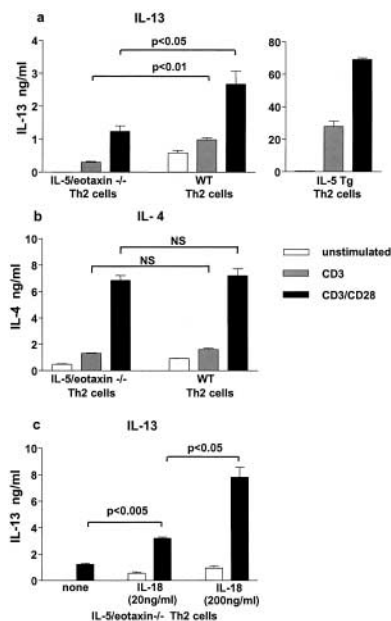 a
IL-13
IL-13 ng/ml
4
3
2
1
0
p<0.05
p<0.01
IL-5/eotaxin -/-
Th2 cells
WT
Th2 cells
80
60
40
20
0
IL-5 Tg
Th2 cells
b
IL- 4
IL-4 ng/ml
8
6
4
2
0
NS
NS
IL-5/eotaxin -/-
Th2 cells
WT
Th2 cells
unstimulated
CD3
CD3/CD28
c
IL-13
IL-13 ng/ml
10
8
6
4
2
0
p<0.005
p<0.05
none
IL-18
(20ng/ml)
IL-18
(200ng/ml)
IL-5/eotaxin-/- Th2 cells